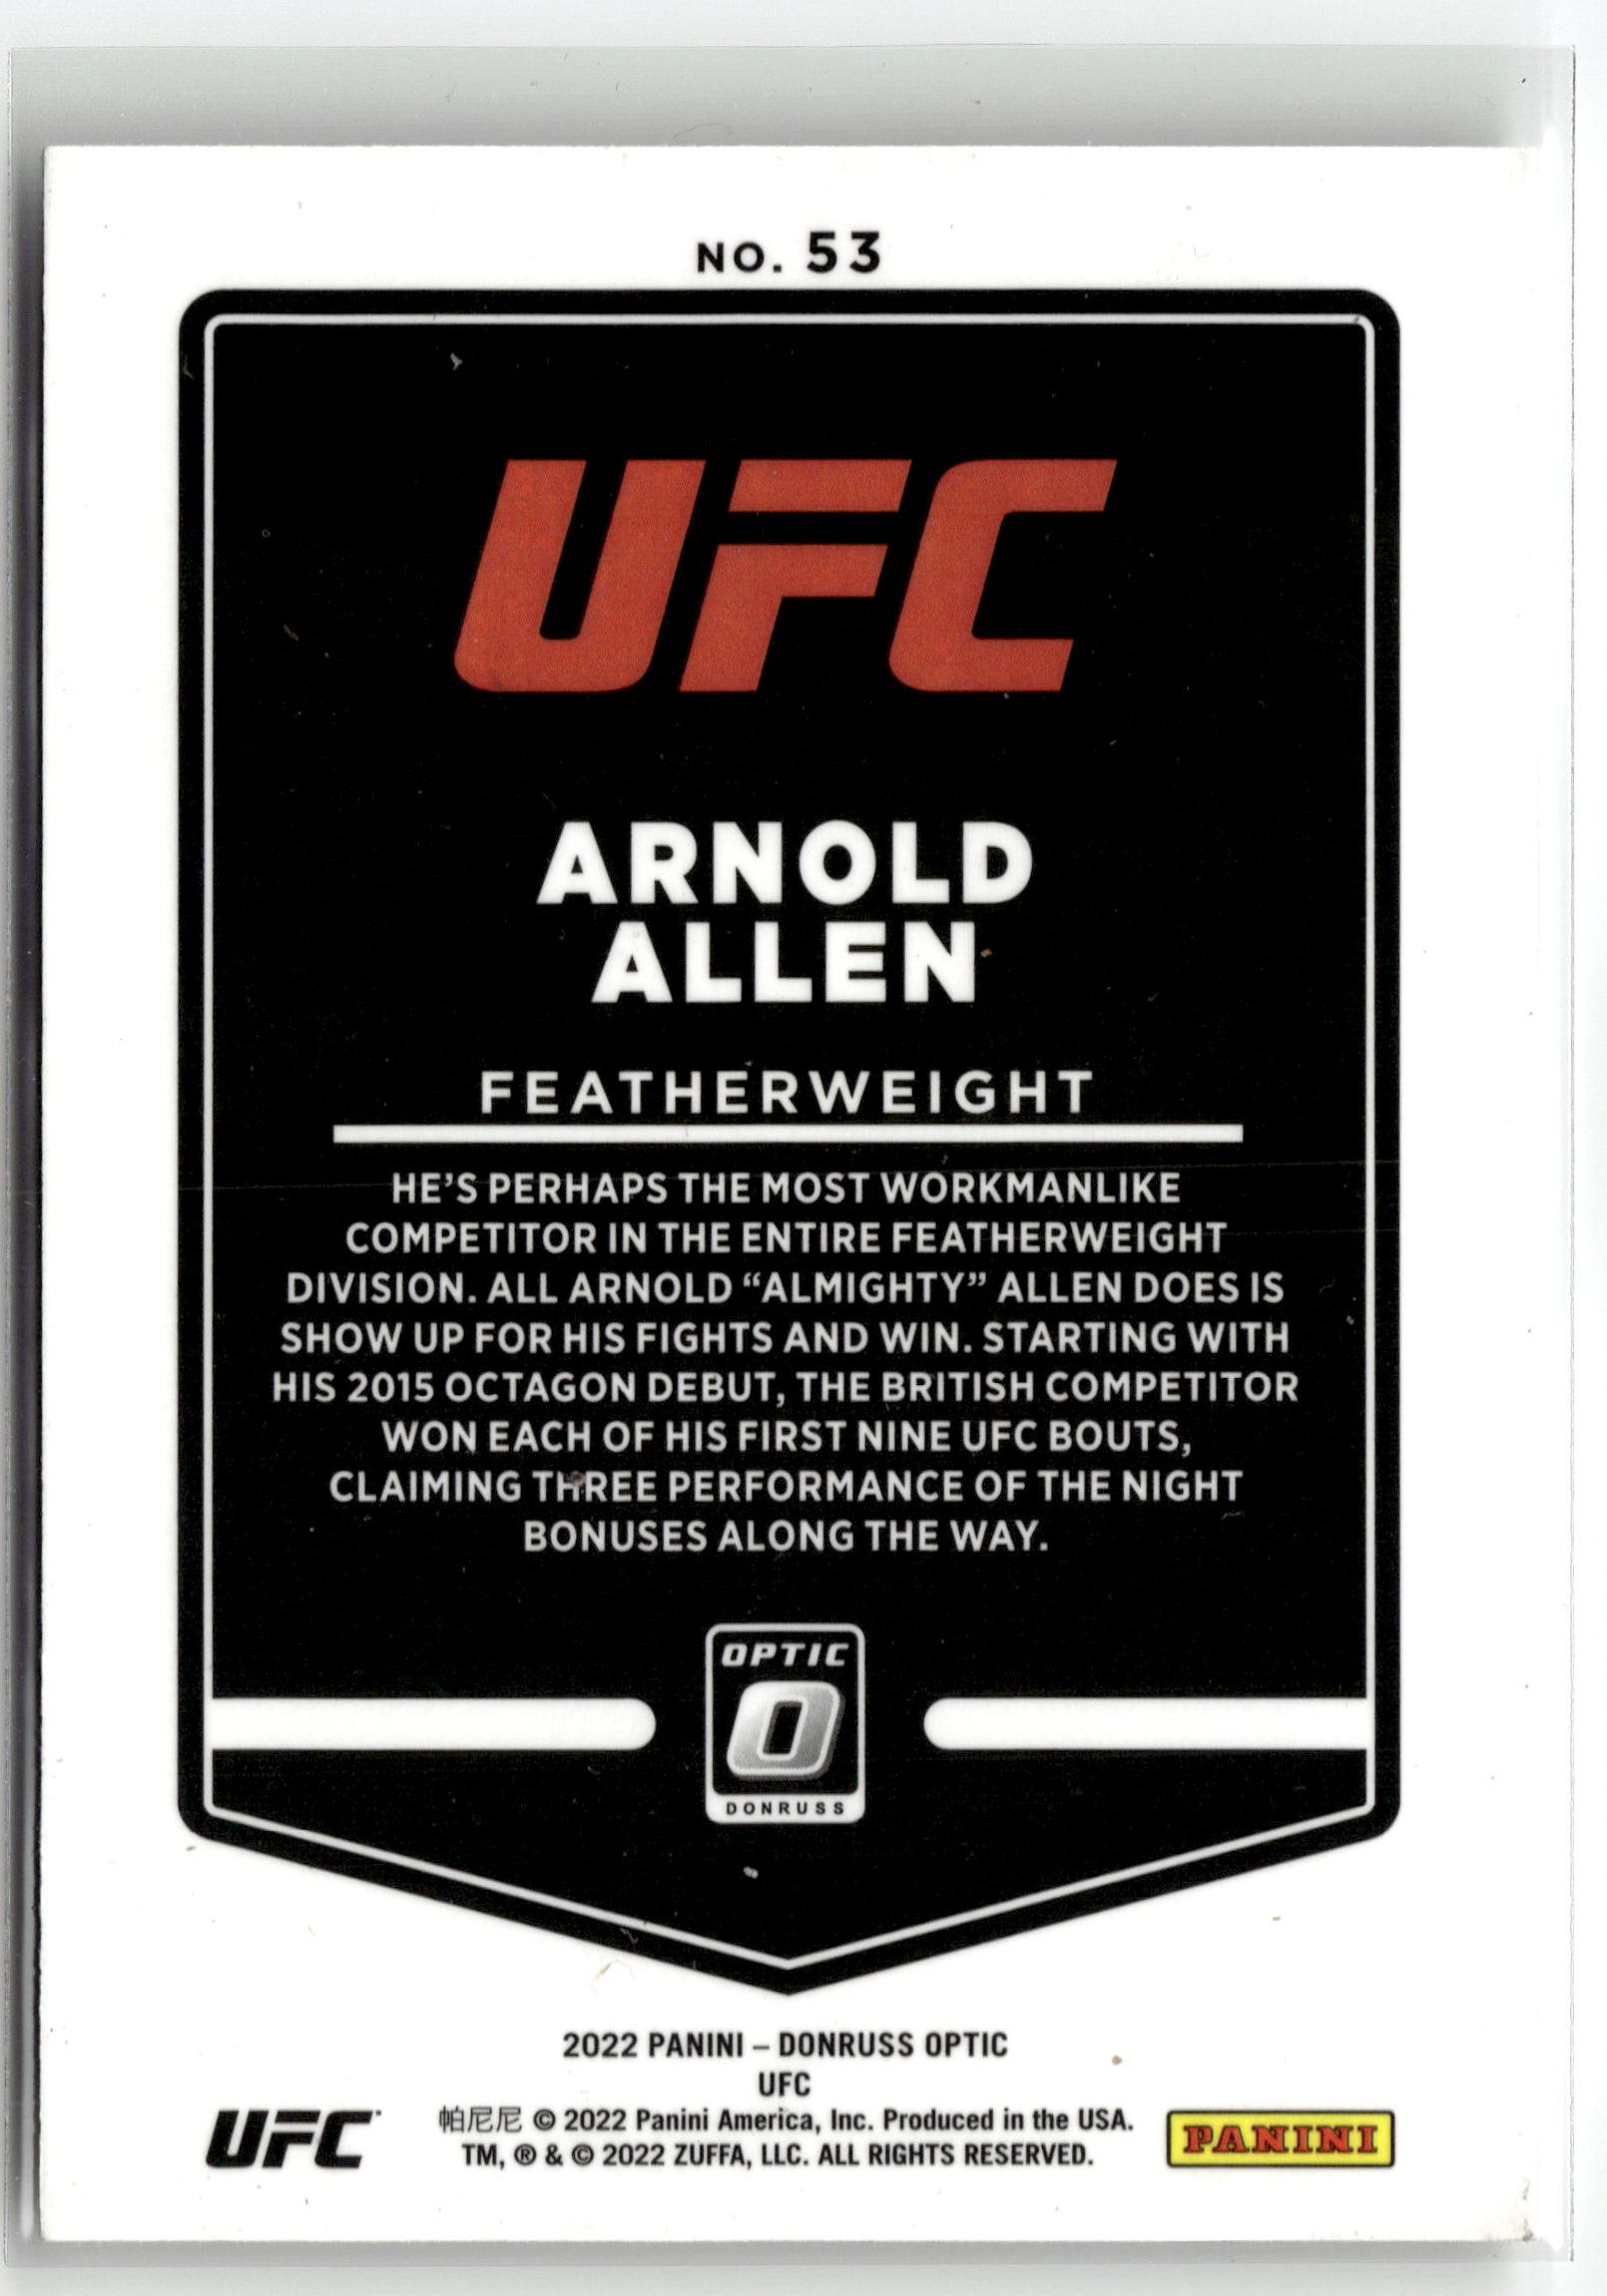 NO. 53
UFC
ARNOLD
ALLEN
FEATHERWEIGHT
HE'S PERHAPS THE MOST WORKMANLIKE
COMPETITOR IN THE ENTIRE FEATHERWEIGHT
DIVISION. ALL ARNOLD “ALMIGHTY” ALLEN DOES IS
SHOW UP FOR HIS FIGHTS AND WIN. STARTING WITH
HIS 2015 OCTAGON DEBUT, THE BRITISH COMPETITOR
WON EACH OF HIS FIRST NINE UFC BOUTS,
CLAIMING THREE PERFORMANCE OF THE NIGHT
BONUSES ALONG THE WAY.
OPTIC
O
DONRUSS
2022 PANINI – DONRUSS OPTIC
UFC
帕尼尼 © 2022 Panini America, Inc. Produced in the USA.
TM, ® & © 2022 ZUFFA, LLC. ALL RIGHTS RESERVED.
UFC
PANINI